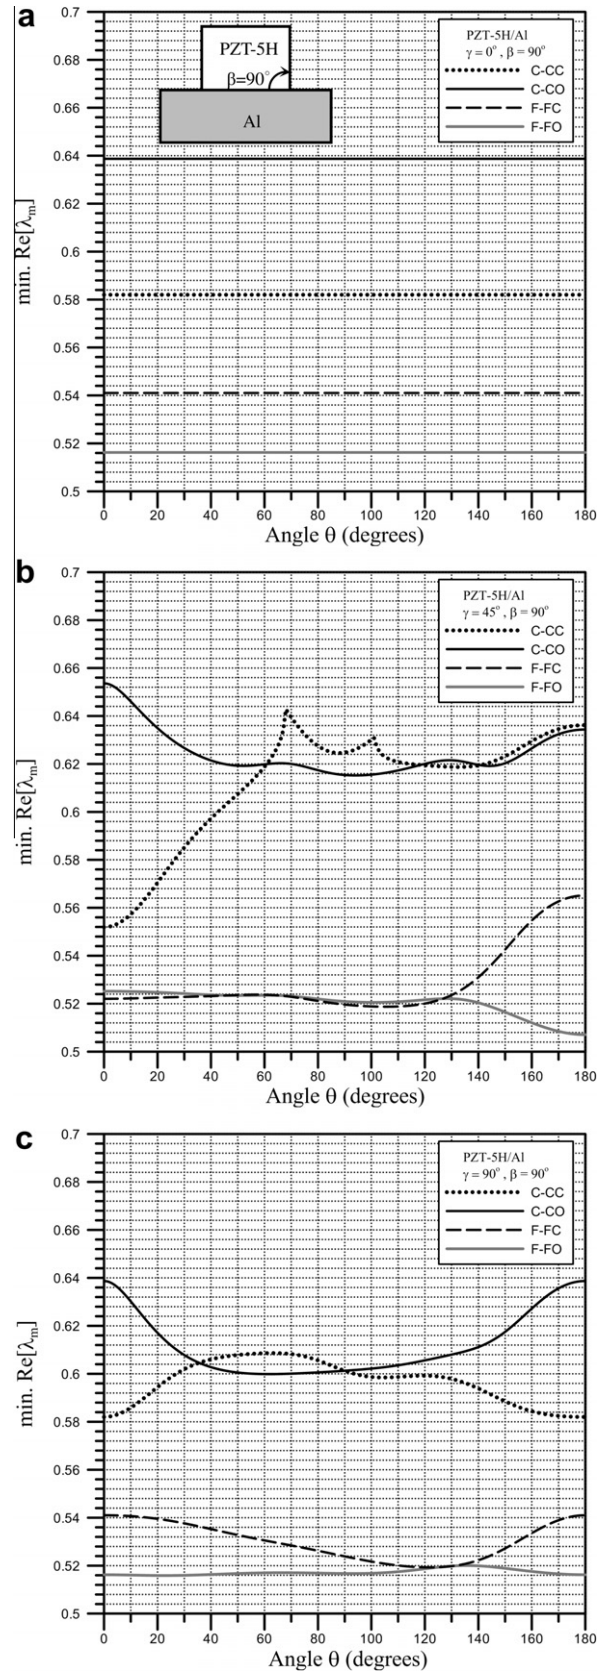 a
0.7
0.68
0.66
0.64
0.62
0.6
0.58
0.56
0.54
0.52
0.5
min. Re[λm]
PZT-5H
β=90°
Al
PZT-5H/Al
γ = 0°, β = 90°
C-CC
C-CO
F-FC
F-FO
0 20 40 60 80 100 120 140 160 180
Angle θ (degrees)
b
0.7
0.68
0.66
0.64
0.62
0.6
0.58
0.56
0.54
0.52
0.5
min. Re[λm]
PZT-5H/Al
γ = 45°, β = 90°
C-CC
C-CO
F-FC
F-FO
0 20 40 60 80 100 120 140 160 180
Angle θ (degrees)
c
0.7
0.68
0.66
0.64
0.62
0.6
0.58
0.56
0.54
0.52
0.5
min. Re[λm]
PZT-5H/Al
γ = 90°, β = 90°
C-CC
C-CO
F-FC
F-FO
0 20 40 60 80 100 120 140 160 180
Angle θ (degrees)